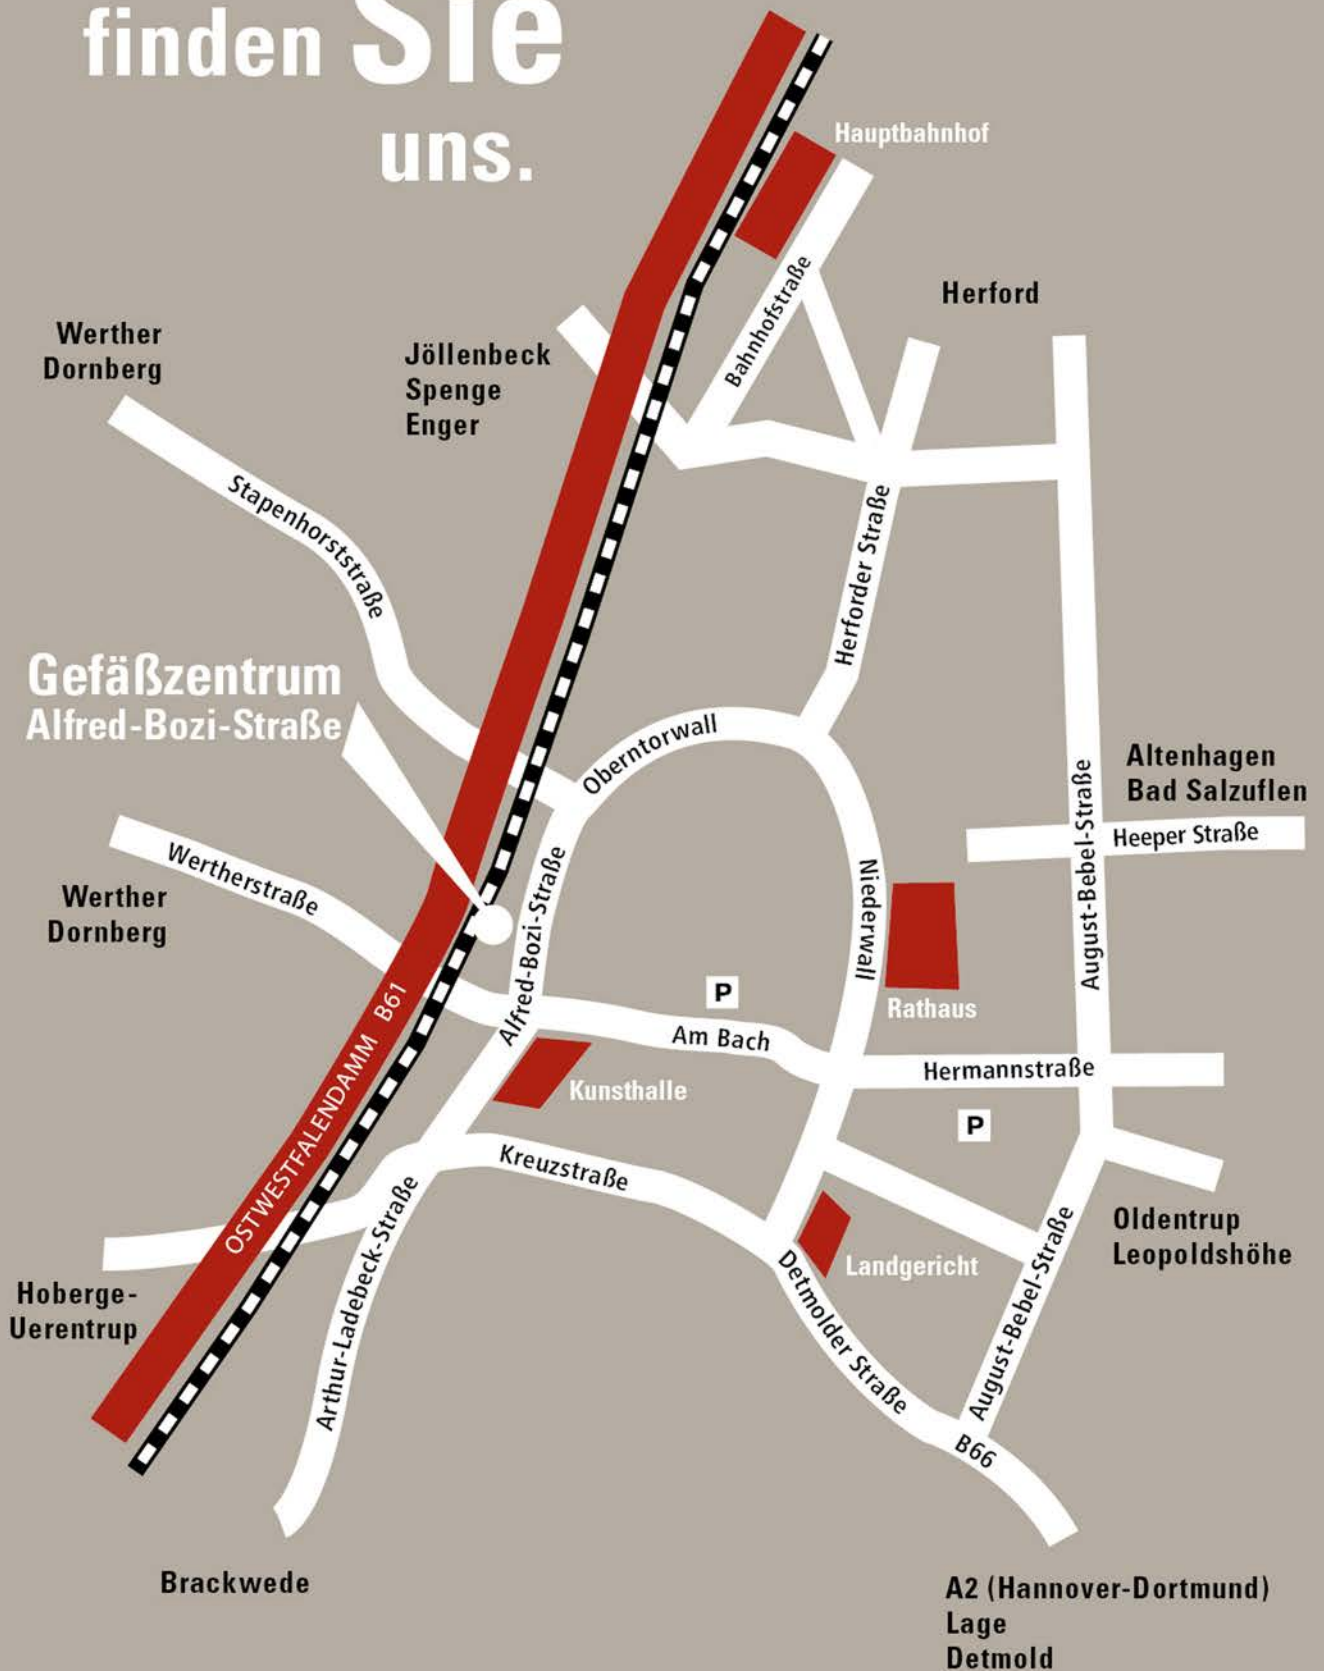 finden Sie
uns.
Hauptbahnhof
Bahnhofstraße
Herford
Werther
Dornberg
Jöllenbeck
Spenge
Enger
Stapenhorststraße
Herforder Straße
Gefäßzentrum
Alfred-Bozi-Straße
Oberntorwall
Altenhagen
Bad Salzuflen
Heeper Straße
August-Bebel-Straße
Wertherstraße
Werther
Dornberg
Alfred-Bozi-Straße
Niederwall
P
Rathaus
Am Bach
Hermannstraße
Kunsthalle
P
OSTWESTFALENDAMM B61
Kreuzstraße
Arthur-Ladebeck-Straße
Landgericht
Detmolder Straße
August-Bebel-Straße
Oldentrup
Leopoldshöhe
Hoberge-
Uerentrup
B66
Brackwede
A2 (Hannover-Dortmund)
Lage
Detmold